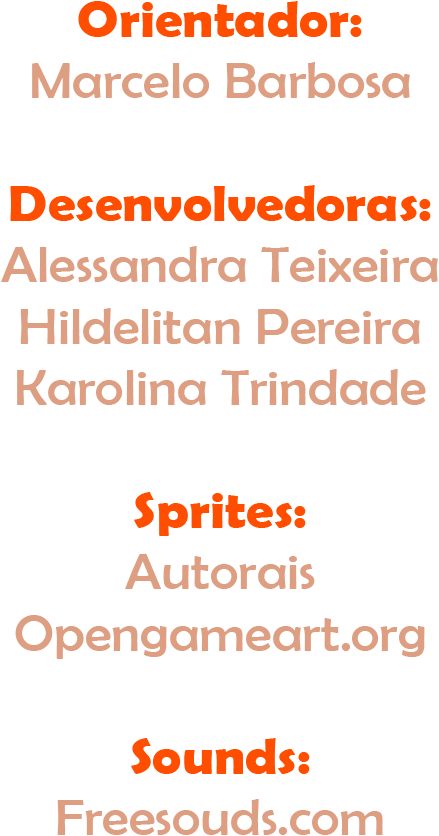 Orientador:
Marcelo Barbosa
Desenvolvedoras:
Alessandra Teixeira
Hildelitan Pereira
Karolina Trindade
Sprites:
Autorais
Opengameart.org
Sounds:
Freesouds.com